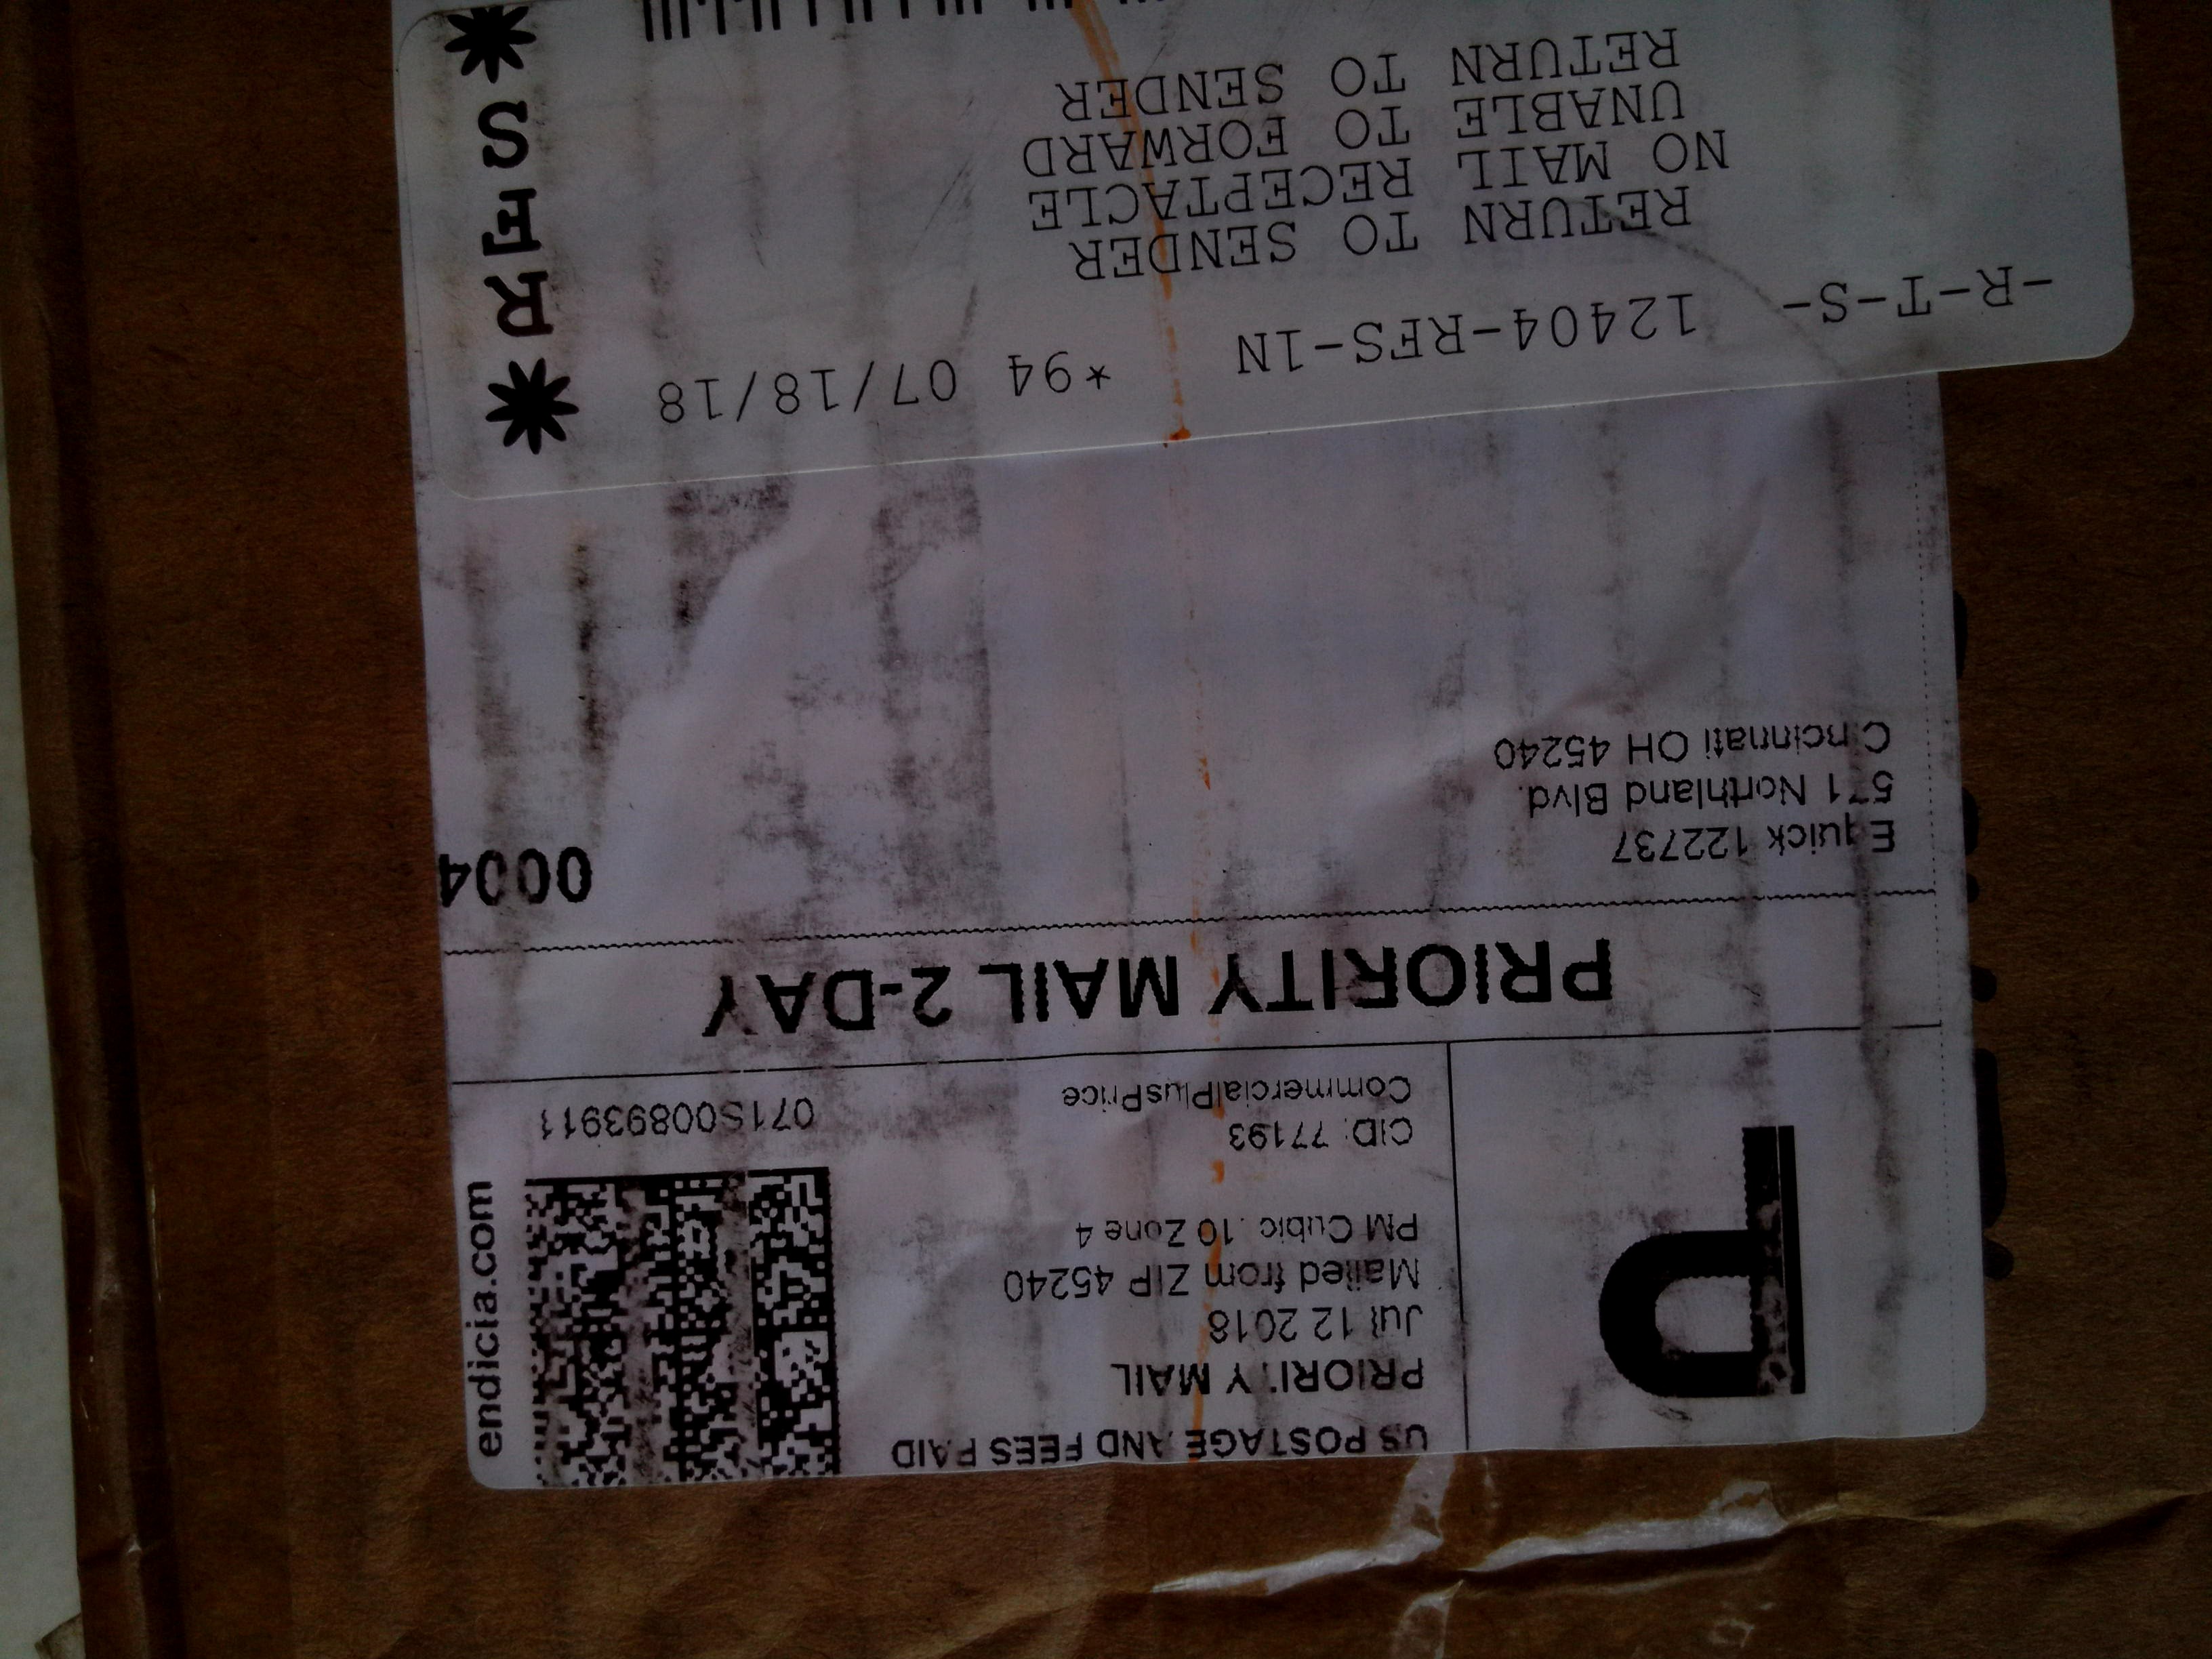 US POSTAGE AND FEES PAID
PRIORITY MAIL
Jul 12 2018
Mailed from ZIP 45240
PM Cubic .10 Zone 4
CID: 77193
CommercialPlusPrice
071S00893911
endicia.com
P
PRIORITY MAIL 2-DAY
Equick 122737
571 Northland Blvd.
Cincinnati OH 45240
0004
-R-T-S- 12404-RFS-1N *94 07/18/18
RETURN TO SENDER
NO MAIL RECEPTACLE
UNABLE TO FORWARD
RETURN TO SENDER
* R E S *